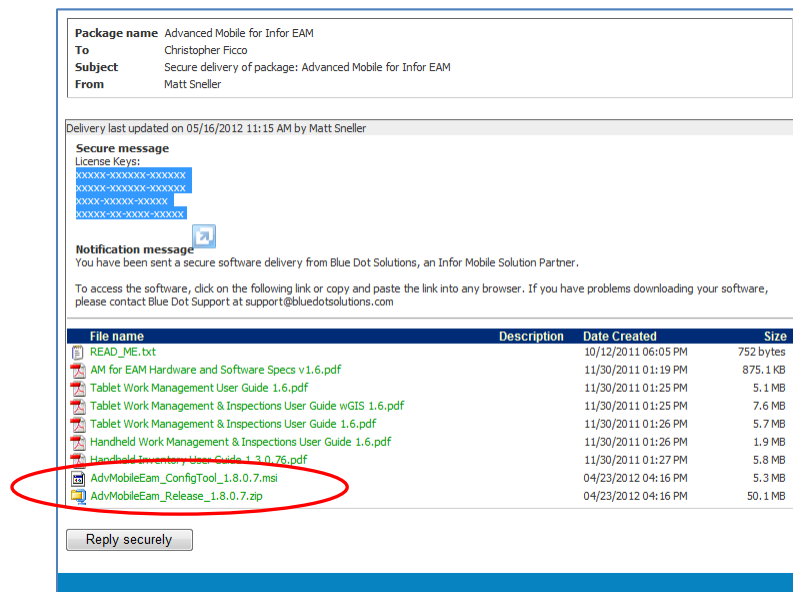 Package name Advanced Mobile for Infor EAM
To Christopher Ficco
Subject Secure delivery of package: Advanced Mobile for Infor EAM
From Matt Sneller
Delivery last updated on 05/16/2012 11:15 AM by Matt Sneller
Secure message
License Keys:
xxxxx-xxxxxx-xxxxxx
xxxxx-xxxxxx-xxxxxx
xxxx-xxxxx-xxxxx
xxxxx-xx-xxxx-xxxxx
Notification message
You have been sent a secure software delivery from Blue Dot Solutions, an Infor Mobile Solution Partner.
To access the software, click on the following link or copy and paste the link into any browser. If you have problems downloading your software,
please contact Blue Dot Support at support@bluedotsolutions.com
File name Description Date Created Size
READ_ME.txt 10/12/2011 06:05 PM 752 bytes
AM for EAM Hardware and Software Specs v1.6.pdf 11/30/2011 01:19 PM 875.1 KB
Tablet Work Management User Guide 1.6.pdf 11/30/2011 01:25 PM 5.1 MB
Tablet Work Management & Inspections User Guide wGIS 1.6.pdf 11/30/2011 01:25 PM 7.6 MB
Tablet Work Management & Inspections User Guide 1.6.pdf 11/30/2011 01:26 PM 5.7 MB
Handheld Work Management & Inspections User Guide 1.6.pdf 11/30/2011 01:26 PM 1.9 MB
Handheld Inventory User Guide 1.3.0.76.pdf 11/30/2011 01:27 PM 5.8 MB
AdvMobileEam_ConfigTool_1.8.0.7.msi 04/23/2012 04:16 PM 5.3 MB
AdvMobileEam_Release_1.8.0.7.zip 04/23/2012 04:16 PM 50.1 MB
Reply securely